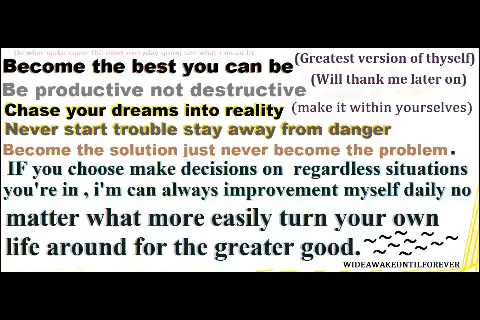 Become the best you can be (Greatest version of thyself)
Be productive not destructive (Will thank me later on)
Chase your dreams into reality (make it within yourselves)
Never start trouble stay away from danger
Become the solution just never become the problem.
IF you choose make decisions on regardless situations
you're in , i'm can always improvement myself daily no
matter what more easily turn your own
life around for the greater good.
WIDEAWAKEUNTILFOREVER